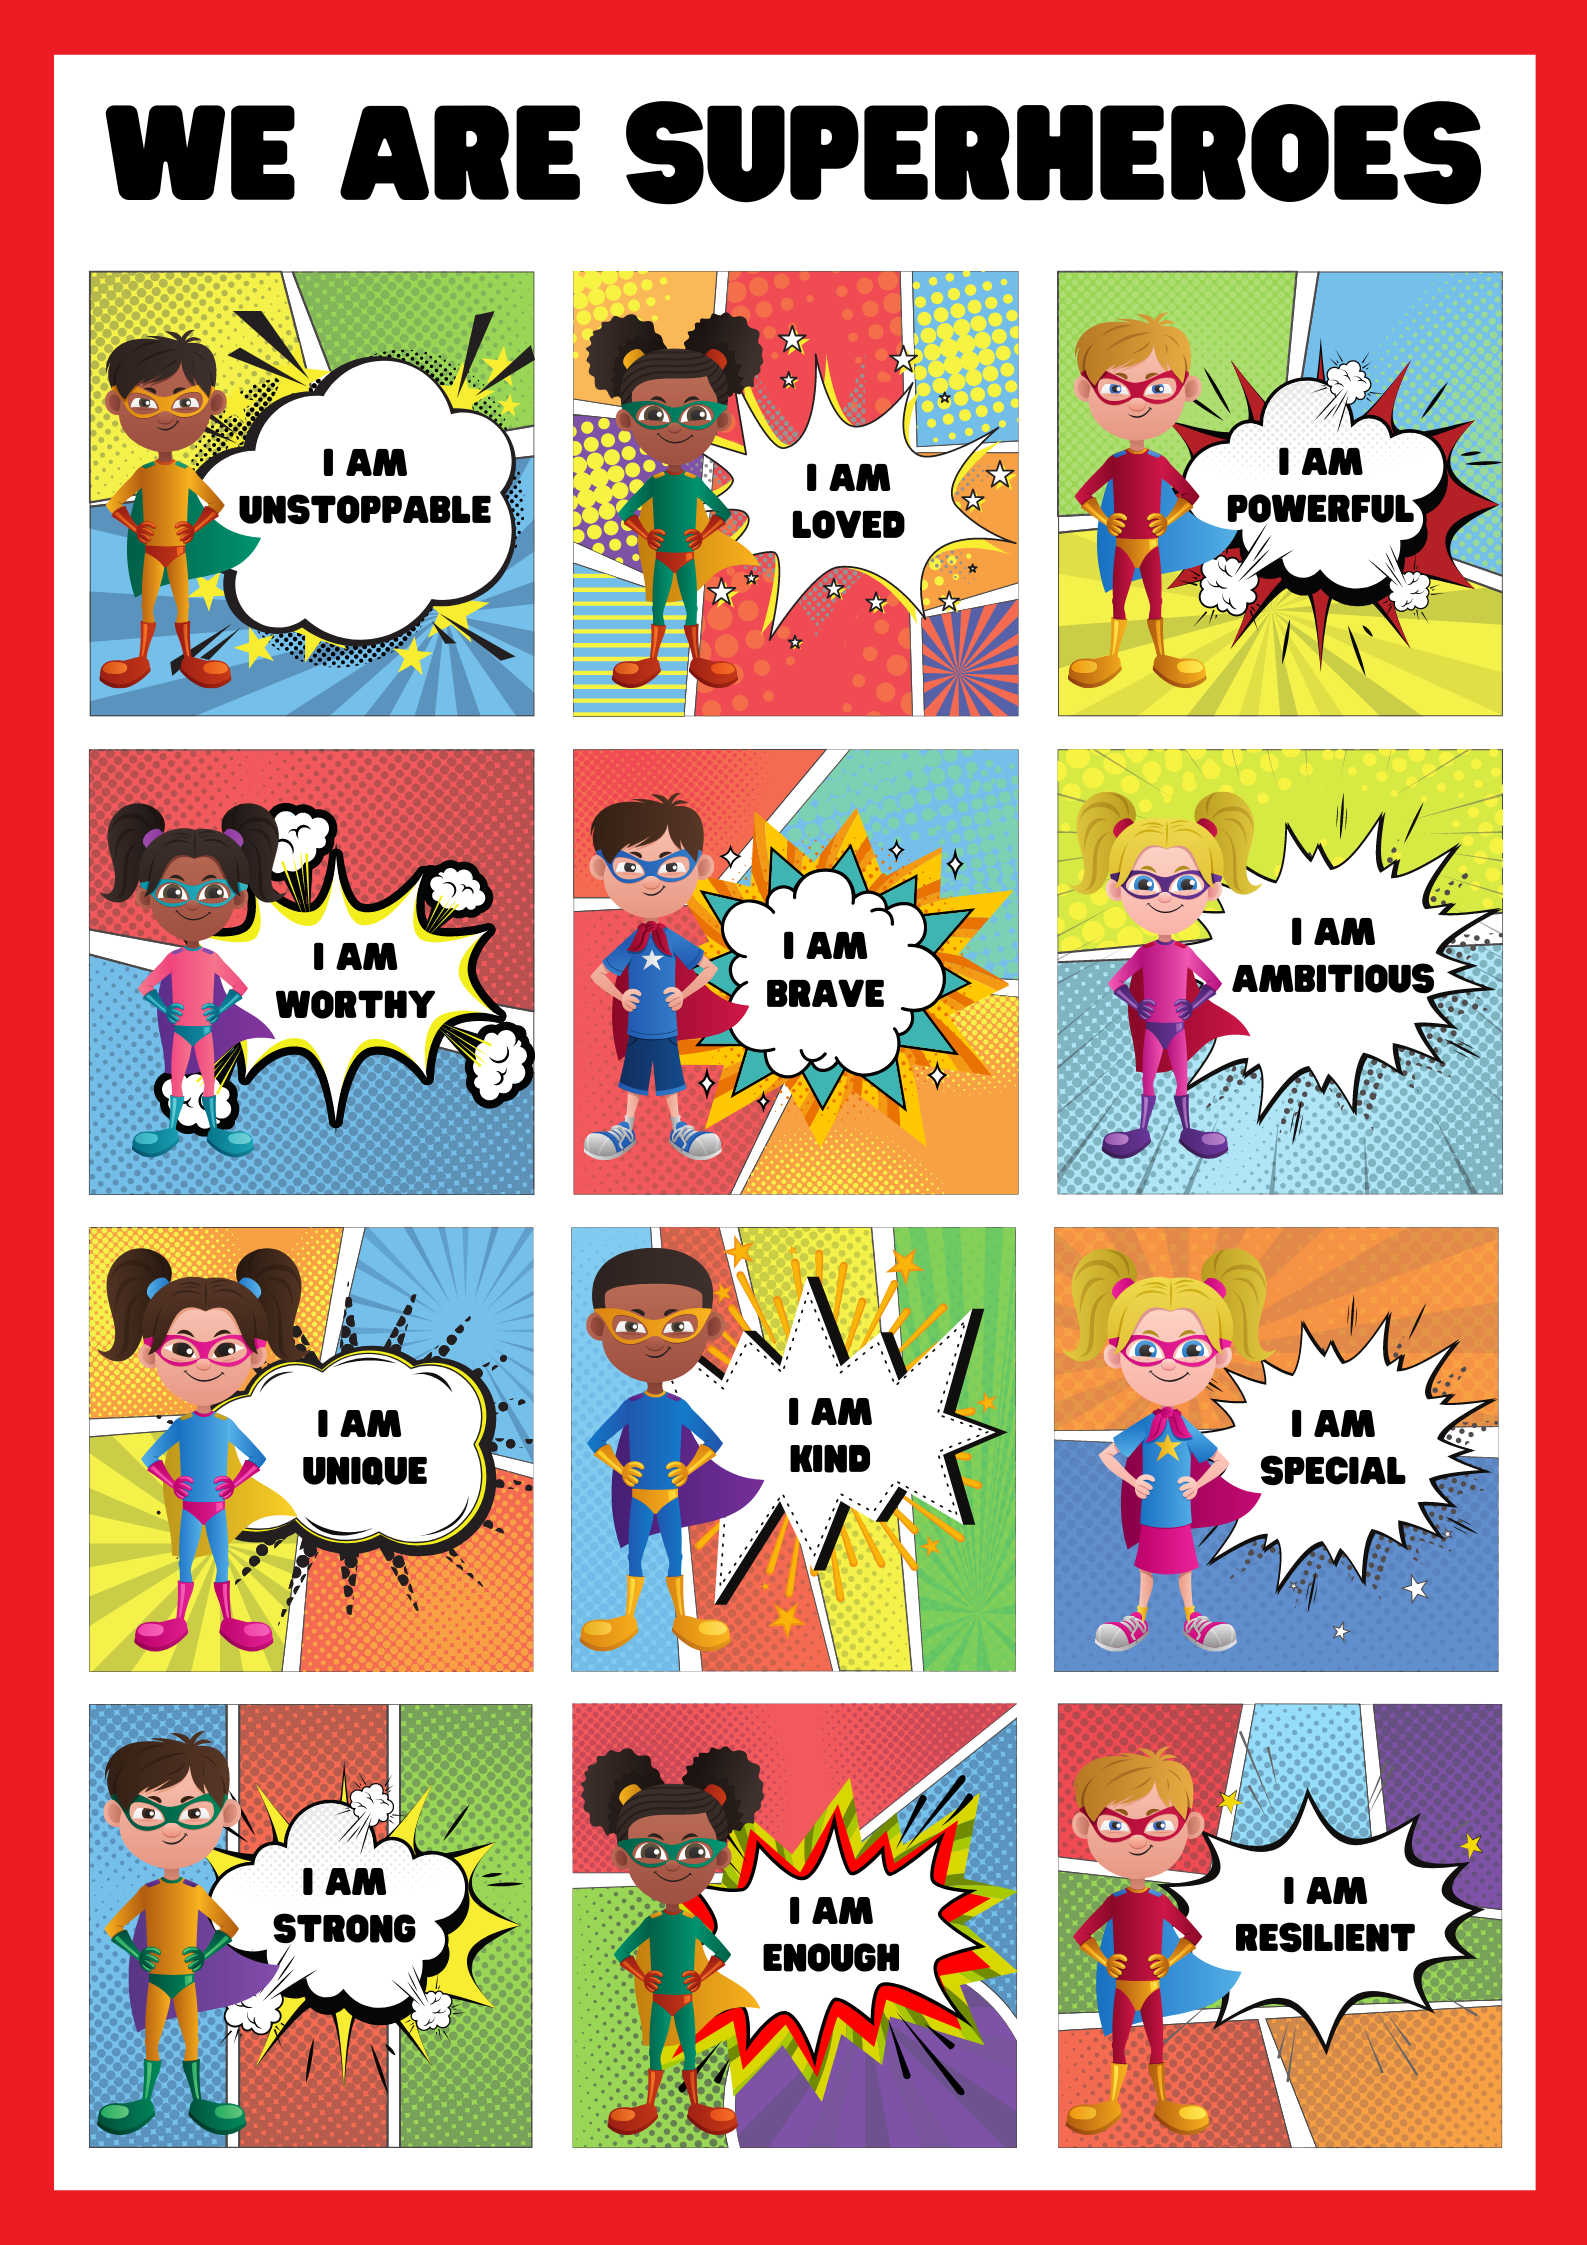 WE ARE SUPERHEROES
I AM
UNSTOPPABLE
I AM
LOVED
I AM
POWERFUL
I AM
WORTHY
I AM
BRAVE
I AM
AMBITIOUS
I AM
UNIQUE
I AM
KIND
I AM
SPECIAL
I AM
STRONG
I AM
ENOUGH
I AM
RESILIENT